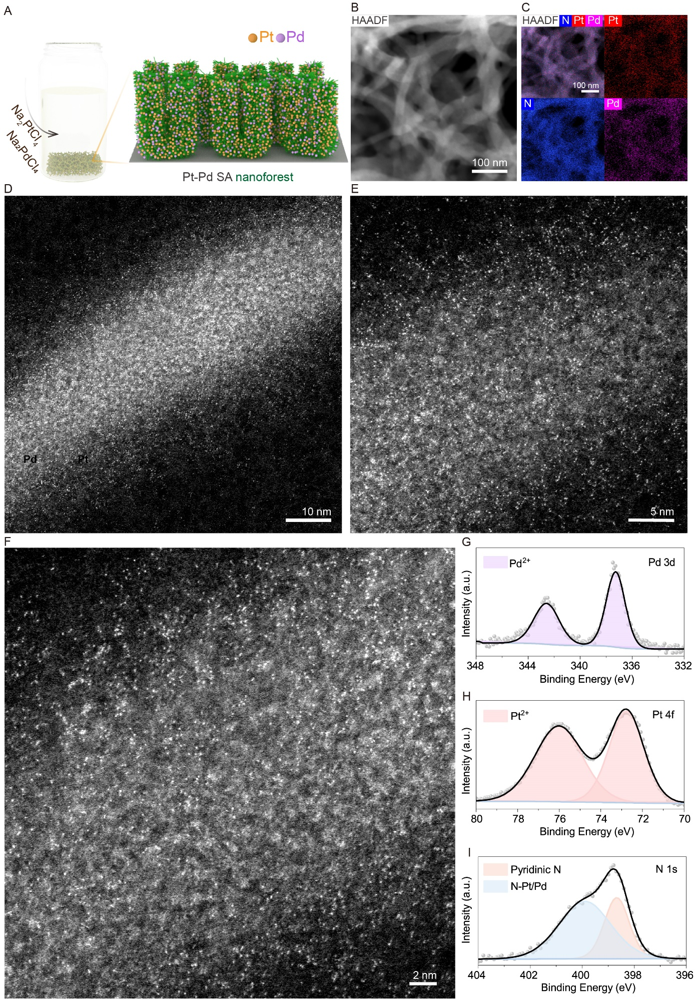 A
Pt Pd
Na₂PtCl₄
Na₂PdCl₄
Pt-Pd SA nanoforest
B
HAADF
100 nm
C
HAADF N Pt Pd Pt
100 nm
N Pd
D
Pd Pt
10 nm
E
5 nm
F
2 nm
G
Pd²⁺ Pd 3d
Intensity (a.u.)
348 344 340 336 332
Binding Energy (eV)
H
Pt²⁺ Pt 4f
Intensity (a.u.)
80 78 76 74 72 70
Binding Energy (eV)
I
Pyridinic N N 1s
N-Pt/Pd
Intensity (a.u.)
404 402 400 398 396
Binding Energy (eV)